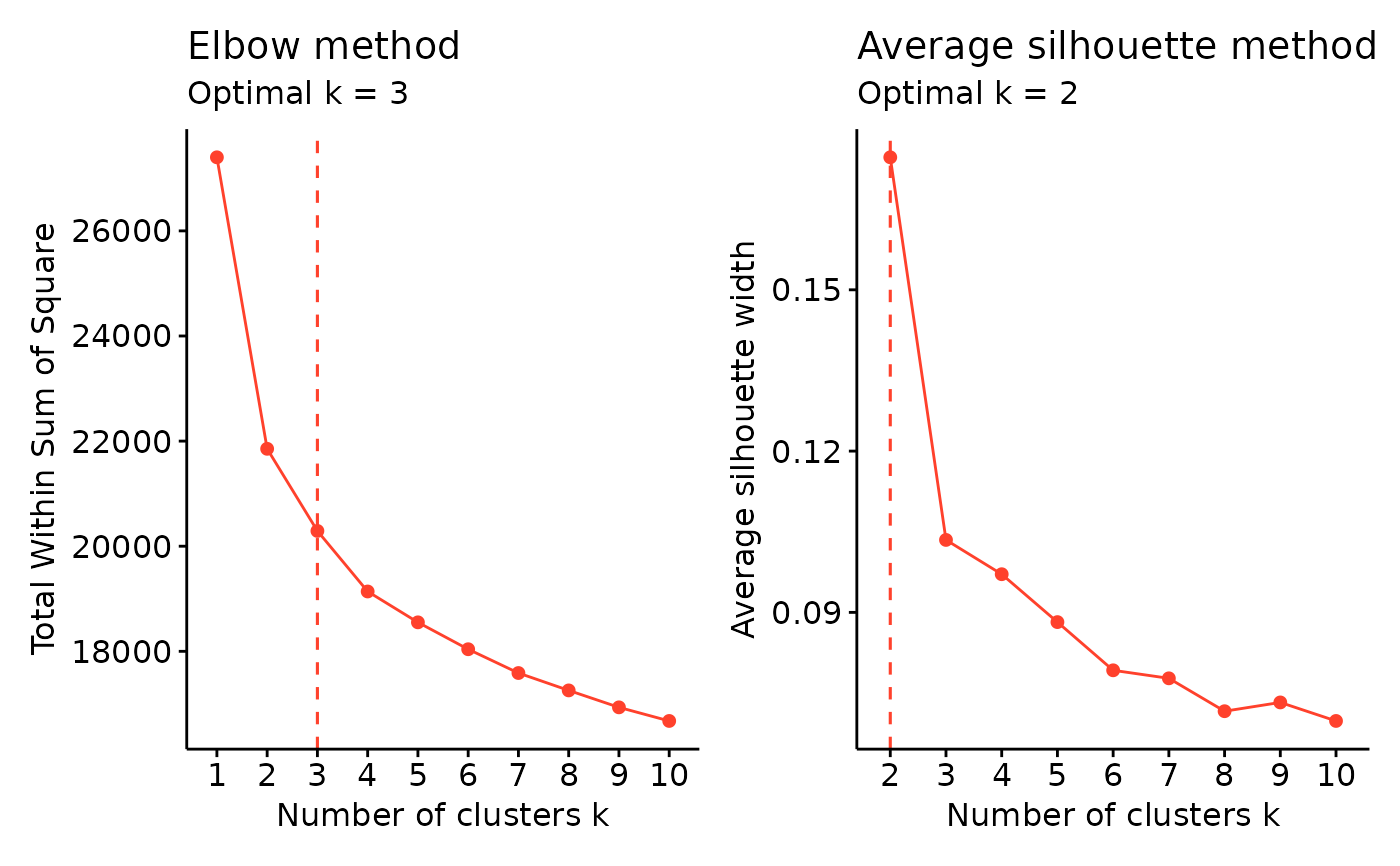 Elbow method
Optimal k = 3
Total Within Sum of Square
26000
24000
22000
20000
18000
1 2 3 4 5 6 7 8 9 10
Number of clusters k
Average silhouette method
Optimal k = 2
Average silhouette width
0.15
0.12
0.09
2 3 4 5 6 7 8 9 10
Number of clusters k